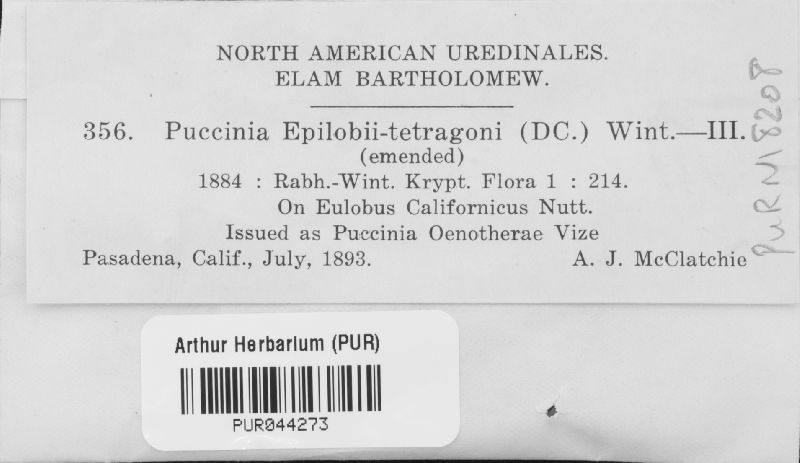 NORTH AMERICAN UREDINALES.
ELAM BARTHOLOMEW.
356. Puccinia Epilobii-tetragoni (DC.) Wint.—III.
(emended)
1884 : Rabh.-Wint. Krypt. Flora 1 : 214.
On Eulobus Californicus Nutt.
Issued as Puccinia Oenotherae Vize
Pasadena, Calif., July, 1893. A. J. McClatchie
PUR N18208
Arthur Herbarium (PUR)
PUR044273